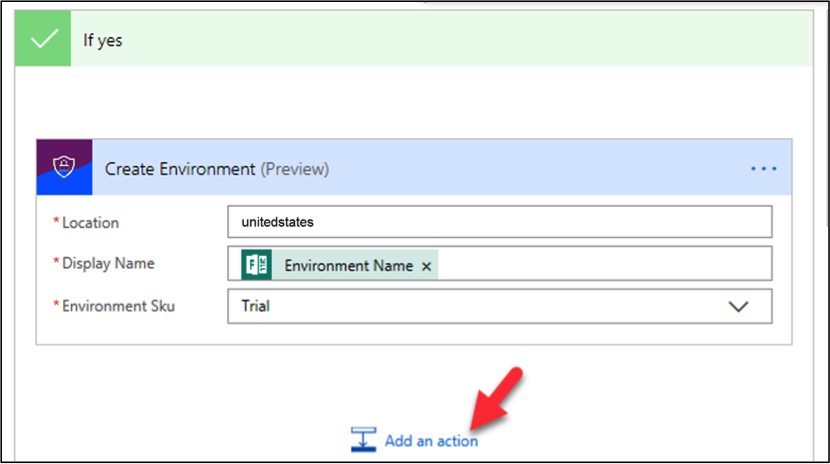 If yes
Create Environment (Preview)
* Location
unitedstates
* Display Name
Environment Name ×
* Environment Sku
Trial
Add an action